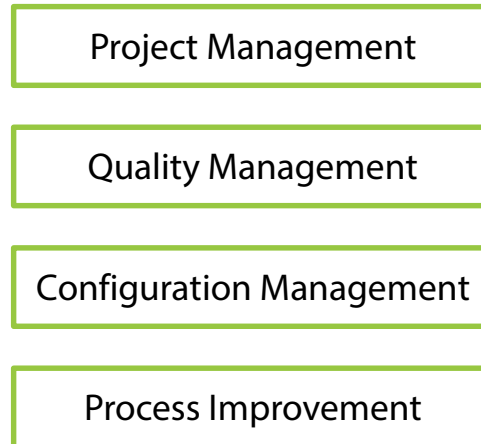 Project Management
Quality Management
Configuration Management
Process Improvement